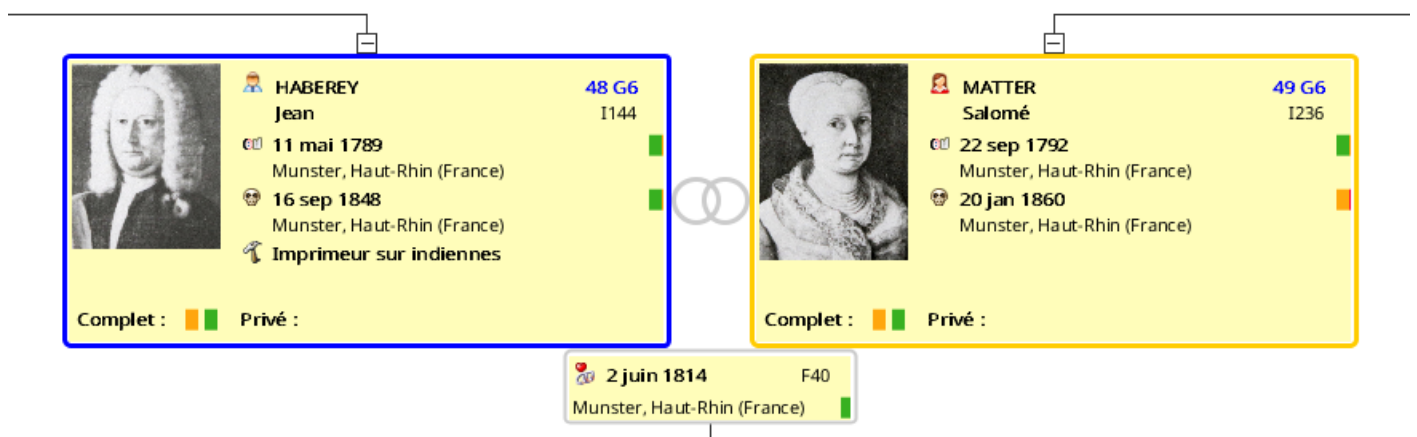 HABEREY 48 G6
Jean I144
11 mai 1789
Munster, Haut-Rhin (France)
16 sep 1848
Munster, Haut-Rhin (France)
Imprimeur sur indiennes
Complet : Privé :
MATTER 49 G6
Salomé I236
22 sep 1792
Munster, Haut-Rhin (France)
20 jan 1860
Munster, Haut-Rhin (France)
Complet : Privé :
2 juin 1814 F40
Munster, Haut-Rhin (France)